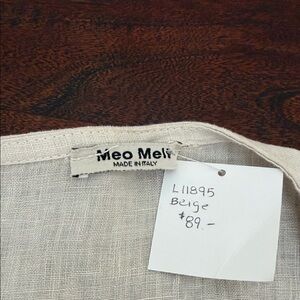 Meo Meli
MADE IN ITALY
L11895
Beige
$89.-